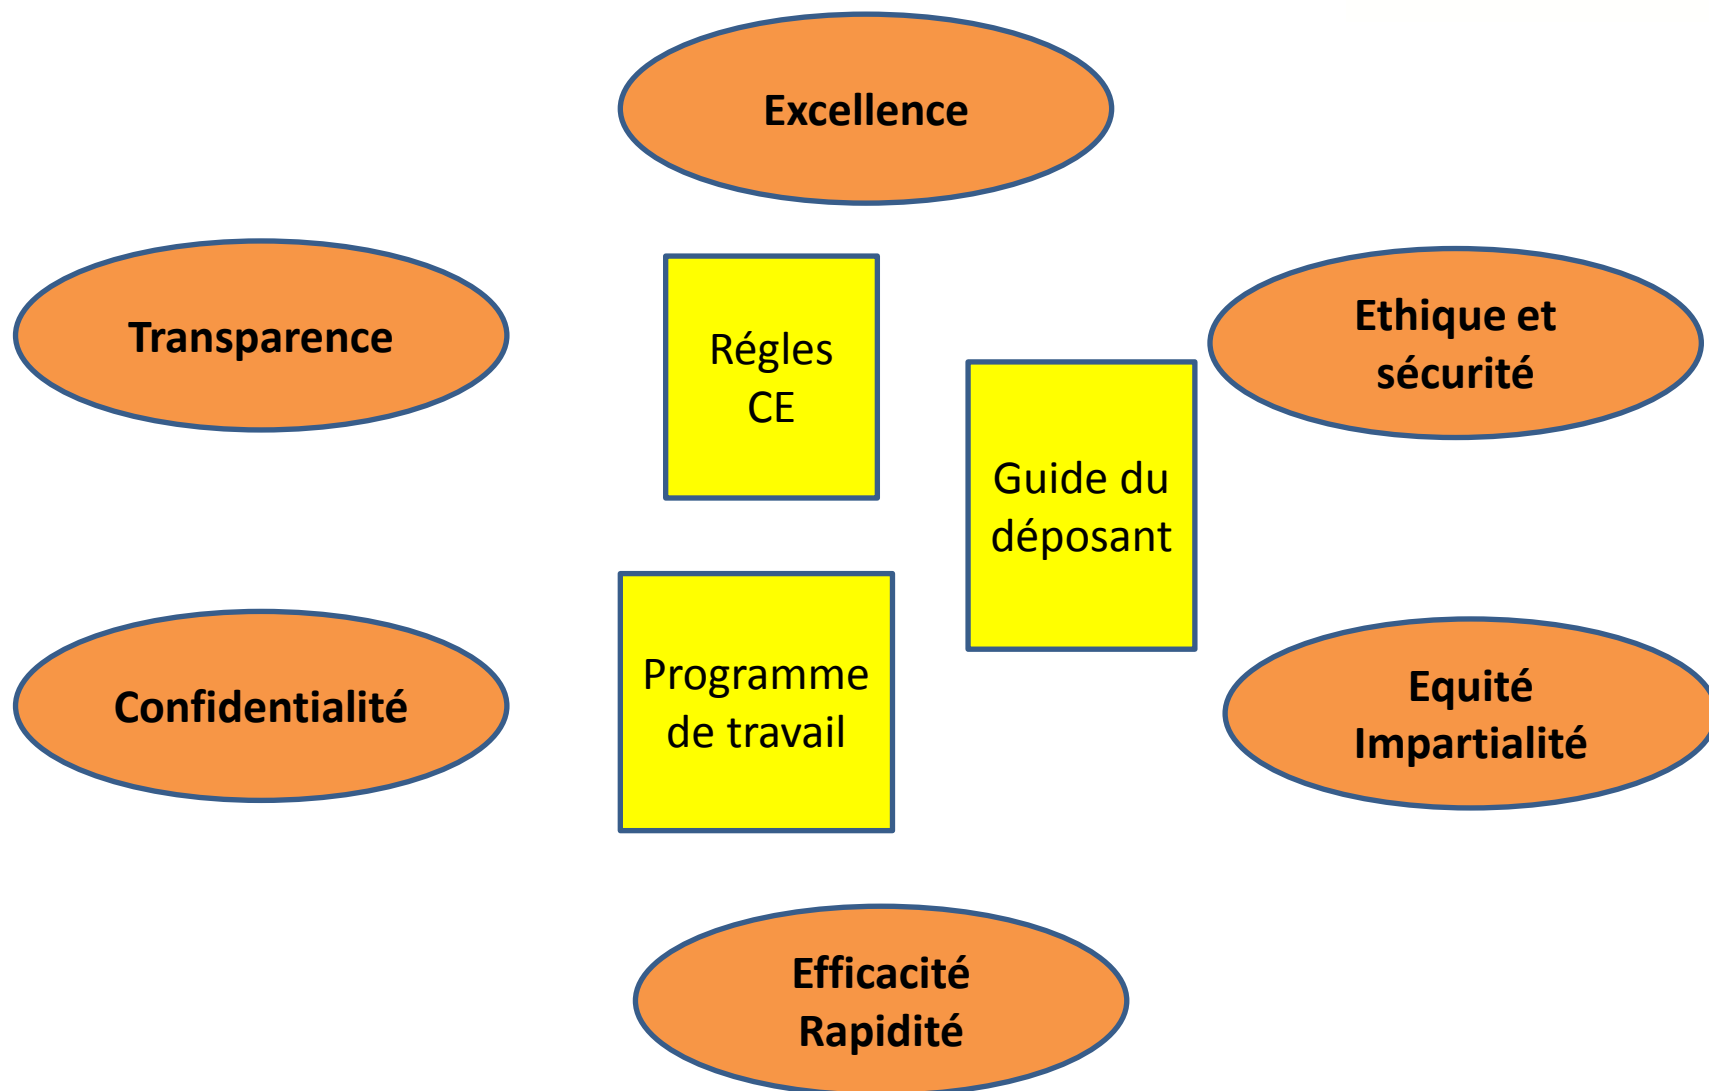 Excellence
Transparence
Ethique et
sécurité
Régles
CE
Guide du
déposant
Programme
de travail
Confidentialité
Equité
Impartialité
Efficacité
Rapidité